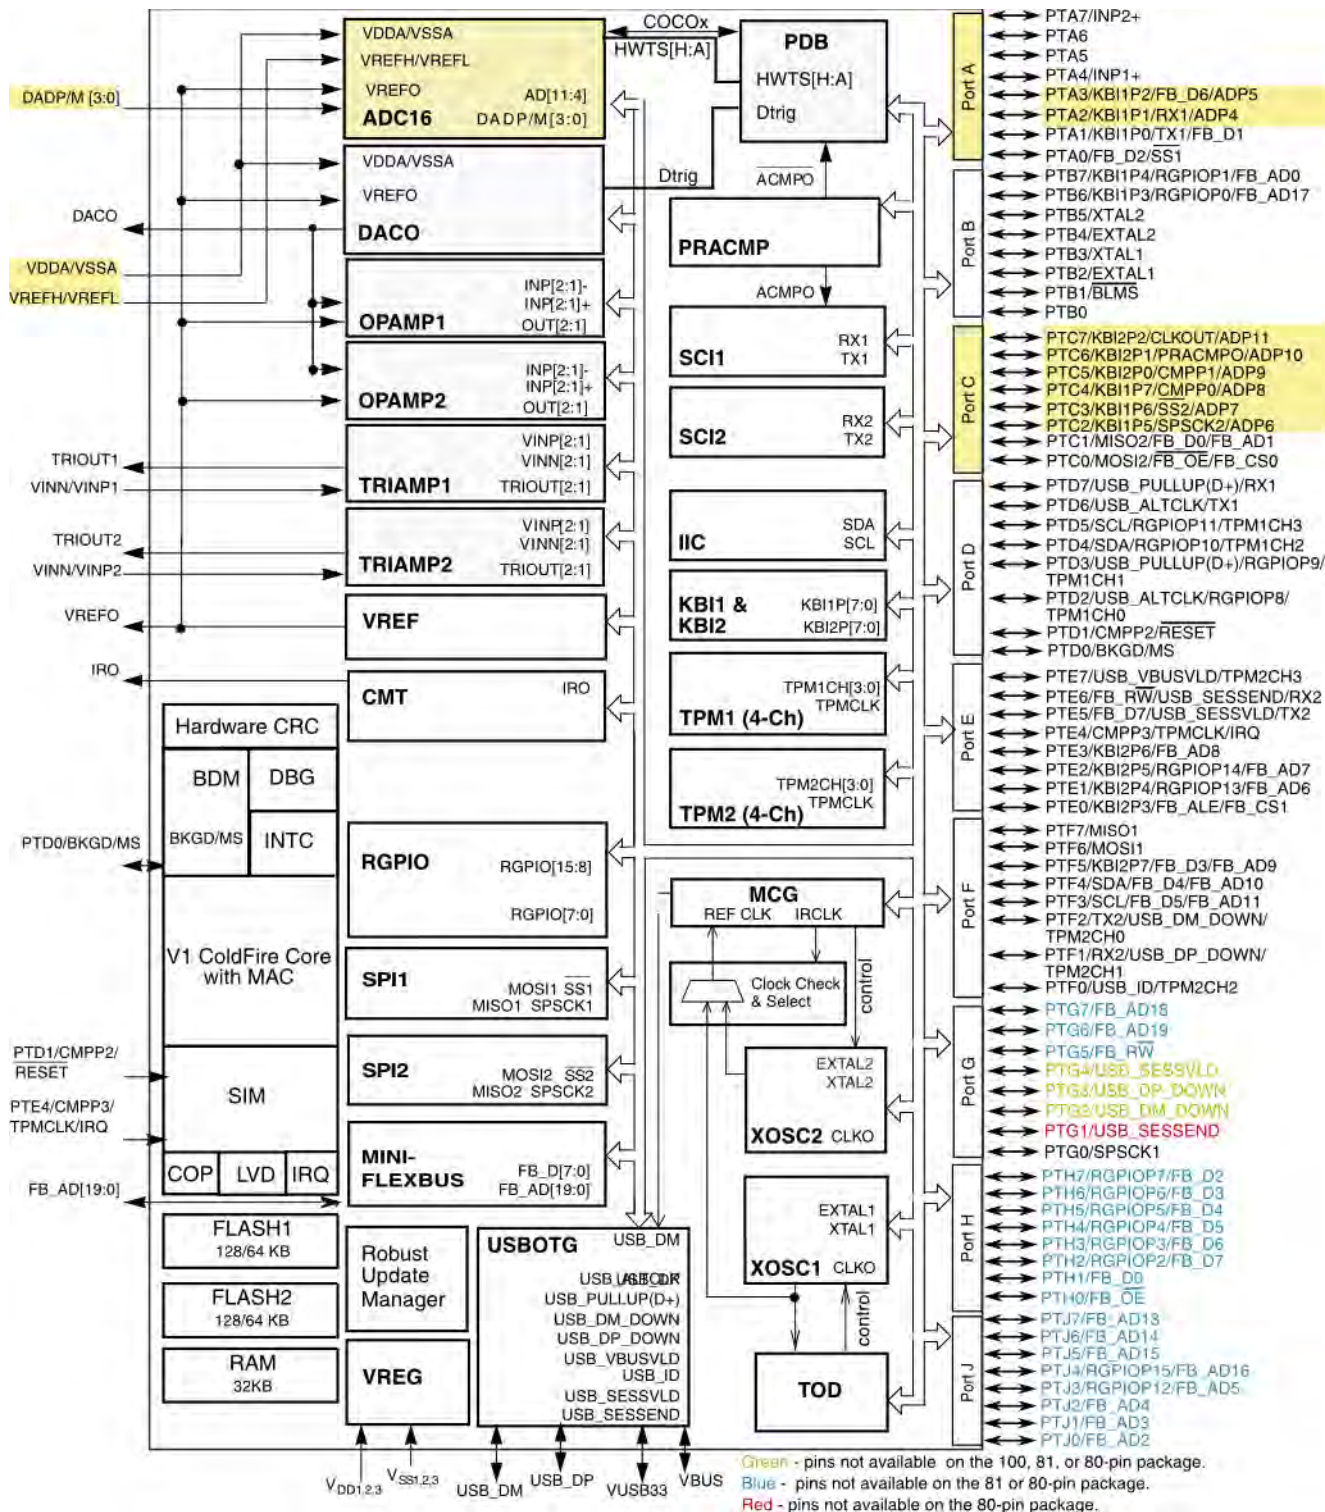 DADP/M [3:0]
DACO
VDDA/VSSA
VREFH/VREFL
TRIOUT1
VINN/VINP1
TRIOUT2
VINN/VINP2
VREFO
IRO
PTD0/BKGD/MS
PTD1/CMPP2/
RESET
PTE4/CMPP3/
TPMCLK/IRQ
FB_AD[19:0]
Hardware CRC
BDM
DBG
BKGD/MS
INTC
V1 ColdFire Core
with MAC
SIM
COP
LVD
IRQ
FLASH1
128/64 KB
FLASH2
128/64 KB
RAM
32KB
VDDA/VSSA
VREFH/VREFL
VREFO
AD[11:4]
ADC16
DADP/M[3:0]
VDDA/VSSA
VREFO
DACO
INP[2:1]-
INP[2:1]+
OPAMP1
OUT[2:1]
INP[2:1]-
INP[2:1]+
OPAMP2
OUT[2:1]
VINP[2:1]
VINN[2:1]
TRIAMP1
TRIOUT[2:1]
VINP[2:1]
VINN[2:1]
TRIAMP2
TRIOUT[2:1]
VREF
CMT
IRO
RGPIO
RGPIO[15:8]
RGPIO[7:0]
SPI1
MOSI1 SS1
MISO1 SPSCK1
SPI2
MOSI2 SS2
MISO2 SPSCK2
MINI-
FLEXBUS
FB_D[7:0]
FB_AD[19:0]
Robust
Update
Manager
VREG
VDD1,2,3
VSS1,2,3
USBOTG
USB_DM
USB_PULLUP(D+)
USB_DM_DOWN
USB_DP_DOWN
USB_VBUSVLD
USB_ID
USB_SESSVLD
USB_SESSEND
USB_DM
USB_DP
VUSB33
VBUS
COCOx
HWTS[H:A]
PDB
HWTS[H:A]
Dtrig
Dtrig
ACMPO
PRACMP
ACMPO
SCI1
RX1
TX1
SCI2
RX2
TX2
IIC
SDA
SCL
KBI1 &
KBI2
KBI1P[7:0]
KBI2P[7:0]
TPM1CH[3:0]
TPMCLK
TPM1 (4-Ch)
TPM2CH[3:0]
TPMCLK
TPM2 (4-Ch)
MCG
REF CLK
IRCLK
Clock Check
& Select
control
EXTAL2
XTAL2
XOSC2
CLKO
EXTAL1
XTAL1
XOSC1
CLKO
control
TOD
Port A
PTA7/INP2+
PTA6
PTA5
PTA4/INP1+
PTA3/KBI1P2/FB_D6/ADP5
PTA2/KBI1P1/RX1/ADP4
PTA1/KBI1P0/TX1/FB_D1
PTA0/FB_D2/SS1
Port B
PTB7/KBI1P4/RGPIOP1/FB_AD0
PTB6/KBI1P3/RGPIOP0/FB_AD17
PTB5/XTAL2
PTB4/EXTAL2
PTB3/XTAL1
PTB2/EXTAL1
PTB1/BLMS
PTB0
Port C
PTC7/KBI2P2/CLKOUT/ADP11
PTC6/KBI2P1/PRACMPO/ADP10
PTC5/KBI2P0/CMPP1/ADP9
PTC4/KBI1P7/CMPP0/ADP8
PTC3/KBI1P6/SS2/ADP7
PTC2/KBI1P5/SPSCK2/ADP6
PTC1/MISO2/FB_D0/FB_AD1
PTC0/MOSI2/FB_OE/FB_CS0
Port D
PTD7/USB_PULLUP(D+)/RX1
PTD6/USB_ALTCLK/TX1
PTD5/SCL/RGPIOP11/TPM1CH3
PTD4/SDA/RGPIOP10/TPM1CH2
PTD3/USB_PULLUP(D+)/RGPIOP9/
TPM1CH1
PTD2/USB_ALTCLK/RGPIOP8/
TPM1CH0
PTD1/CMPP2/RESET
PTD0/BKGD/MS
Port E
PTE7/USB_VBUSVLD/TPM2CH3
PTE6/FB_RW/USB_SESSEND/RX2
PTE5/FB_D7/USB_SESSVLD/TX2
PTE4/CMPP3/TPMCLK/IRQ
PTE3/KBI2P6/FB_AD8
PTE2/KBI2P5/RGPIOP14/FB_AD7
PTE1/KBI2P4/RGPIOP13/FB_AD6
PTE0/KBI2P3/FB_ALE/FB_CS1
Port F
PTF7/MISO1
PTF6/MOSI1
PTF5/KBI2P7/FB_D3/FB_AD9
PTF4/SDA/FB_D4/FB_AD10
PTF3/SCL/FB_D5/FB_AD11
PTF2/TX2/USB_DM_DOWN/
TPM2CH0
PTF1/RX2/USB_DP_DOWN/
TPM2CH1
PTF0/USB_ID/TPM2CH2
Port G
PTG7/FB_AD18
PTG6/FB_AD19
PTG5/FB_RW
PTG4/USB_SESSVLD
PTG3/USB_DP_DOWN
PTG2/USB_DM_DOWN
PTG1/USB_SESSEND
PTG0/SPSCK1
Port H
PTH7/RGPIOP7/FB_D2
PTH6/RGPIOP6/FB_D3
PTH5/RGPIOP5/FB_D4
PTH4/RGPIOP4/FB_D5
PTH3/RGPIOP3/FB_D6
PTH2/RGPIOP2/FB_D7
PTH1/FB_D0
PTH0/FB_OE
Port J
PTJ7/FB_AD13
PTJ6/FB_AD14
PTJ5/FB_AD15
PTJ4/RGPIOP15/FB_AD16
PTJ3/RGPIOP12/FB_AD5
PTJ2/FB_AD4
PTJ1/FB_AD3
PTJ0/FB_AD2
Green - pins not available on the 100, 81, or 80-pin package.
Blue - pins not available on the 81 or 80-pin package.
Red - pins not available on the 80-pin package.